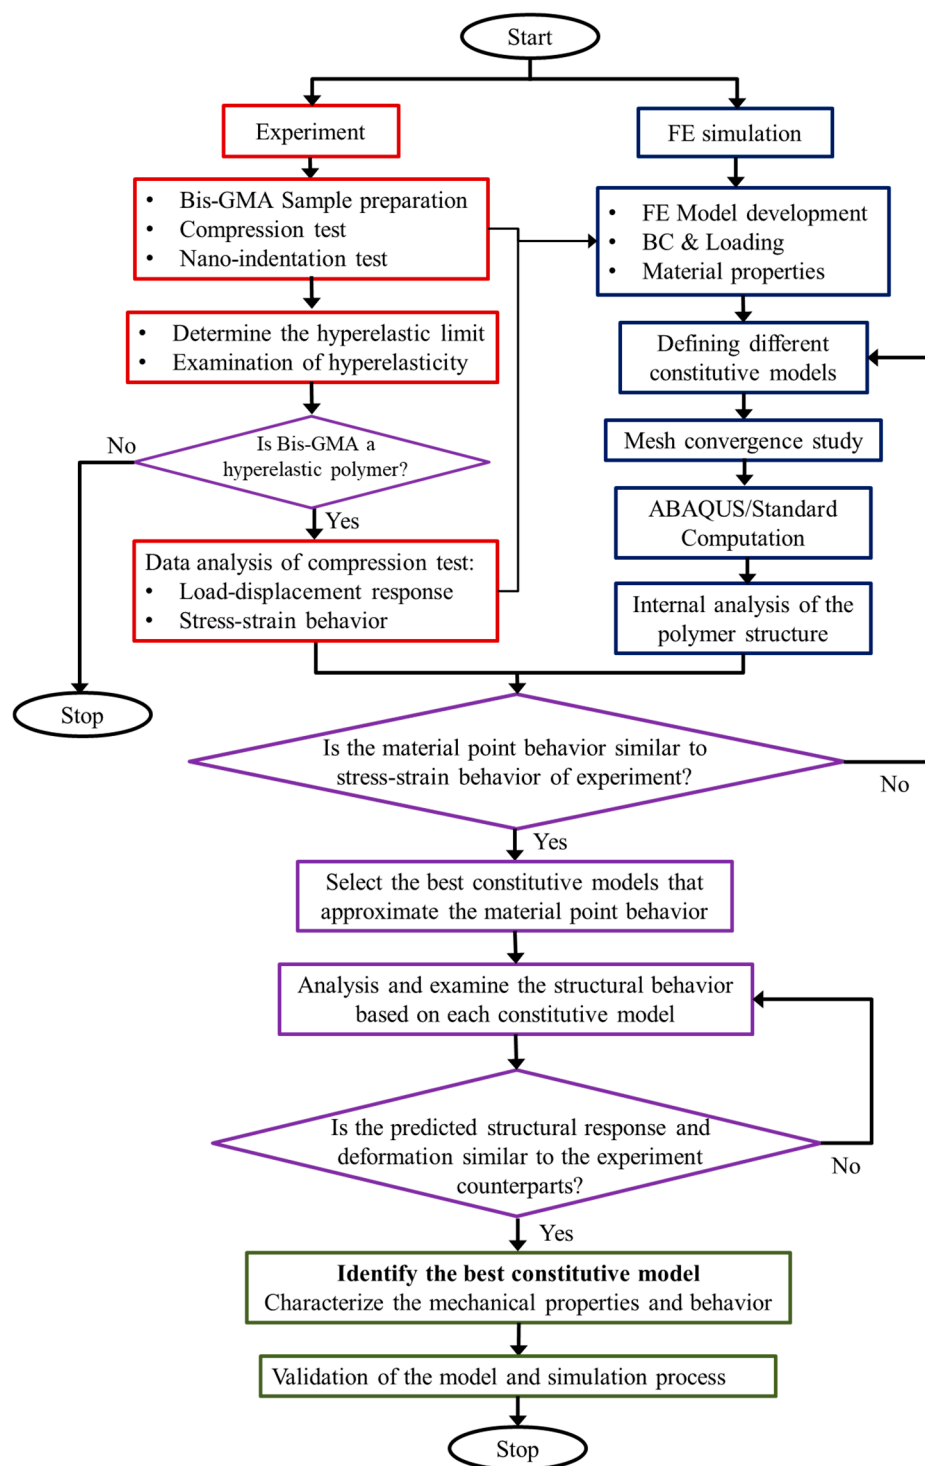 Start
Experiment
• Bis-GMA Sample preparation
• Compression test
• Nano-indentation test
• Determine the hyperelastic limit
• Examination of hyperelasticity
Is Bis-GMA a
hyperelastic polymer?
No
Yes
Data analysis of compression test:
• Load-displacement response
• Stress-strain behavior
Stop
FE simulation
• FE Model development
• BC & Loading
• Material properties
Defining different
constitutive models
Mesh convergence study
ABAQUS/Standard
Computation
Internal analysis of the
polymer structure
Is the material point behavior similar to
stress-strain behavior of experiment?
No
Yes
Select the best constitutive models that
approximate the material point behavior
Analysis and examine the structural behavior
based on each constitutive model
Is the predicted structural response and
deformation similar to the experiment
counterparts?
No
Yes
Identify the best constitutive model
Characterize the mechanical properties and behavior
Validation of the model and simulation process
Stop